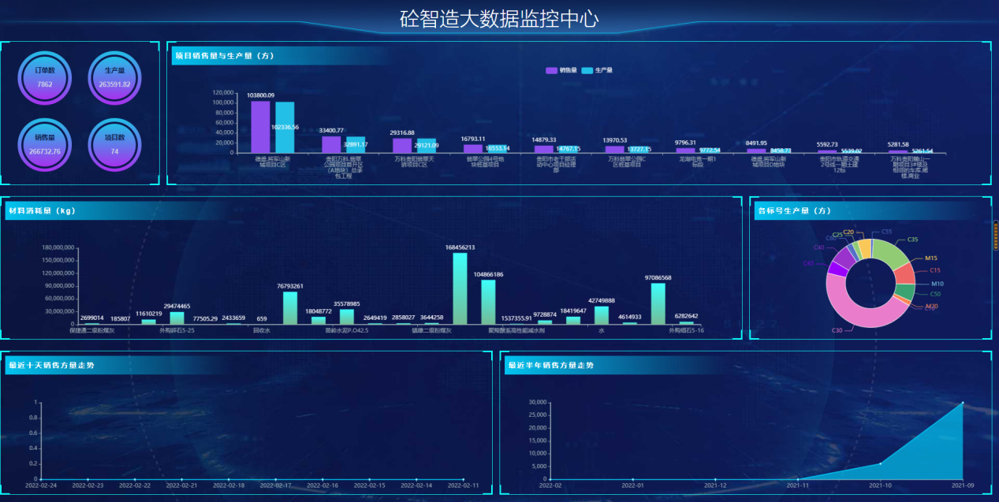 砼智造大数据监控中心
订单数
7862
生产量
263591.82
销售量
266732.76
项目数
74
项目销售量与生产量（方）
销售量 生产量
120,000
100,000
80,000
60,000
40,000
20,000
0
103800.09
102336.56
33400.77
32891.17
29316.88
29121.09
16793.11
16553.14
14879.33
14767.15
13970.53
13727.15
9796.31
9772.54
8491.95
8458.77
5592.73
5539.02
5281.58
5261.54
德盛.将军山新
城项目C区
贵阳万科.翡翠
公园项目首开区
（A地块）总承
包工程
万科贵阳翡翠天
骄项目C区
翡翠公园4号地
块桩基项目
贵阳市老干部活
动中心项目经理
部
万科翡翠公园C
区桩基项目
龙湖电竞一期1
标段
德盛.将军山新
城项目D地块
贵阳市轨道交通
2号线一期土建
12标
期项目3#楼及
相邻的车库,裙
楼,商业
材料消耗量（kg）
180,000,000
150,000,000
120,000,000
90,000,000
60,000,000
30,000,000
0
2699014
185807
11610219
29474465
77505.29
2433659
659
76793261
18048772
35578985
2649419
2858027
3644258
168456213
104866186
1537355.91
9728874
18419647
42749888
4614933
97086568
6282642
保捷通二级粉煤灰
外购碎石5-25
回收水
苗岭水泥P.O42.5
镇雄二级粉煤灰
聚羧酸系高性能减水剂
水
外购细石5-16
各标号生产量（方）
C55
C35
M15
C15
M10
C50
M20
C30
C45
C40
C60
C25
C20
最近十天销售方量走势
1
0.8
0.6
0.4
0.2
0
2022-02-24
2022-02-23
2022-02-22
2022-02-21
2022-02-18
2022-02-17
2022-02-16
2022-02-15
2022-02-14
2022-02-11
最近半年销售方量走势
30,000
25,000
20,000
15,000
10,000
5,000
0
2022-02
2022-01
2021-12
2021-11
2021-10
2021-09